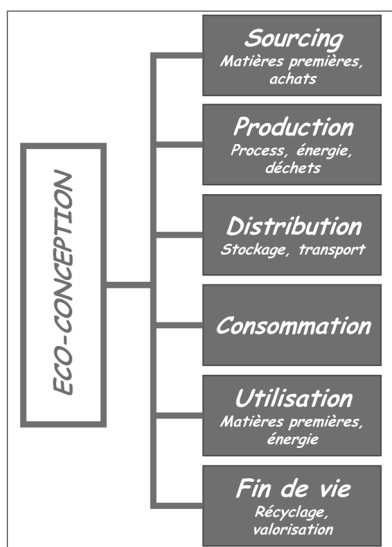 ECO-CONCEPTION
Sourcing
Matières premières,
achats
Production
Process, énergie,
déchets
Distribution
Stockage, transport
Consommation
Utilisation
Matières premières,
énergie
Fin de vie
Récyclage,
valorisation